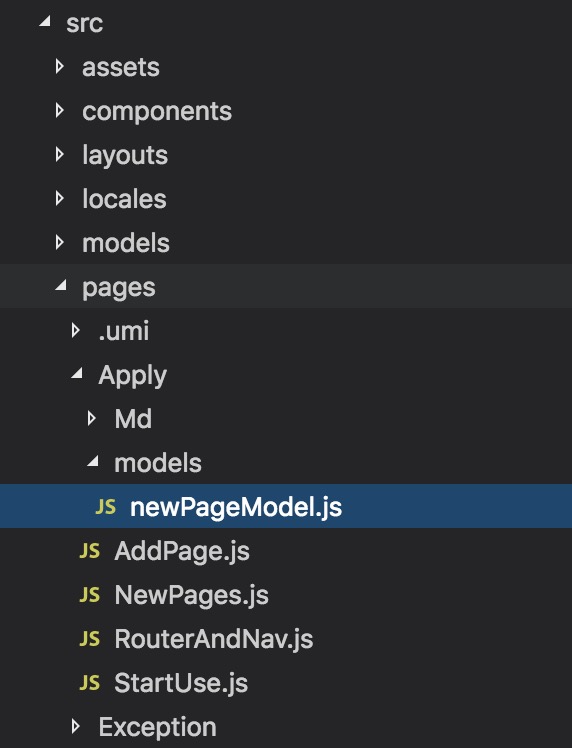 src
assets
components
layouts
locales
models
pages
.umi
Apply
Md
models
JS newPageModel.js
JS AddPage.js
JS NewPages.js
JS RouterAndNav.js
JS StartUse.js
Exception